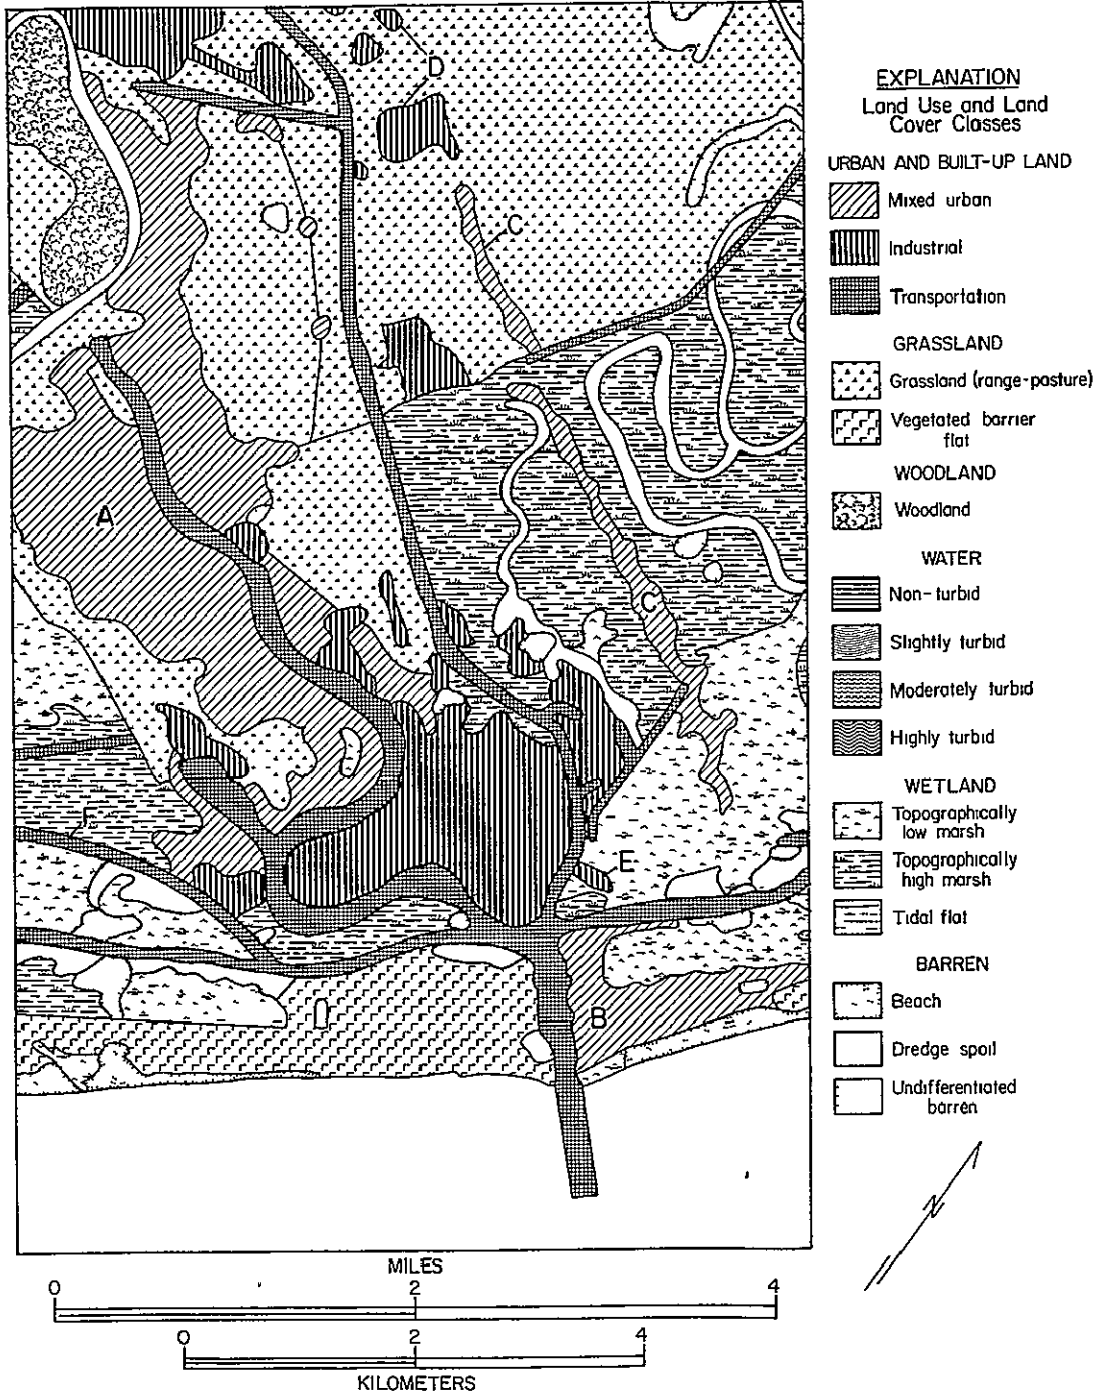 D
C
A
C
E
B
EXPLANATION
Land Use and Land
Cover Classes
URBAN AND BUILT-UP LAND
Mixed urban
Industrial
Transportation
GRASSLAND
Grassland (range-pasture)
Vegetated barrier
flat
WOODLAND
Woodland
WATER
Non-turbid
Slightly turbid
Moderately turbid
Highly turbid
WETLAND
Topographically
low marsh
Topographically
high marsh
Tidal flat
BARREN
Beach
Dredge spoil
Undifferentiated
barren
N
MILES
0 2 4
0 2 4
KILOMETERS